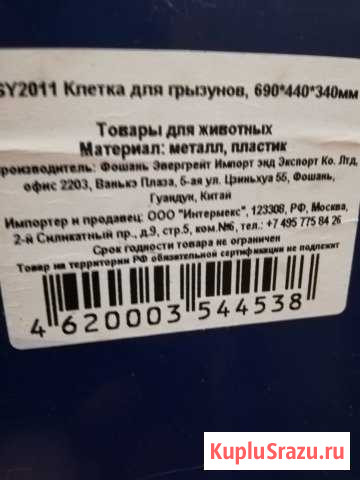 SY2011 Клетка для грызунов, 690*440*340мм
Товары для животных
Материал: металл, пластик
роизводитель: Фошань Эвергрейт Импорт энд Экспорт Ко. Лтд,
офис 2203, Ванькэ Плаза, 5-ая ул. Цзиньхуа 55, Фошань,
Гуандун, Китай
Импортер и продавец: ООО "Интермекс", 123308, РФ, Москва,
2-й Силикатный пр., д.9, стр.5, ком.№6, тел.: +7 495 775 84 26
Срок годности товара не ограничен
Товар на территории РФ обязательной сертификации не подлежит
4 620003 544538
KupluSrazu.ru